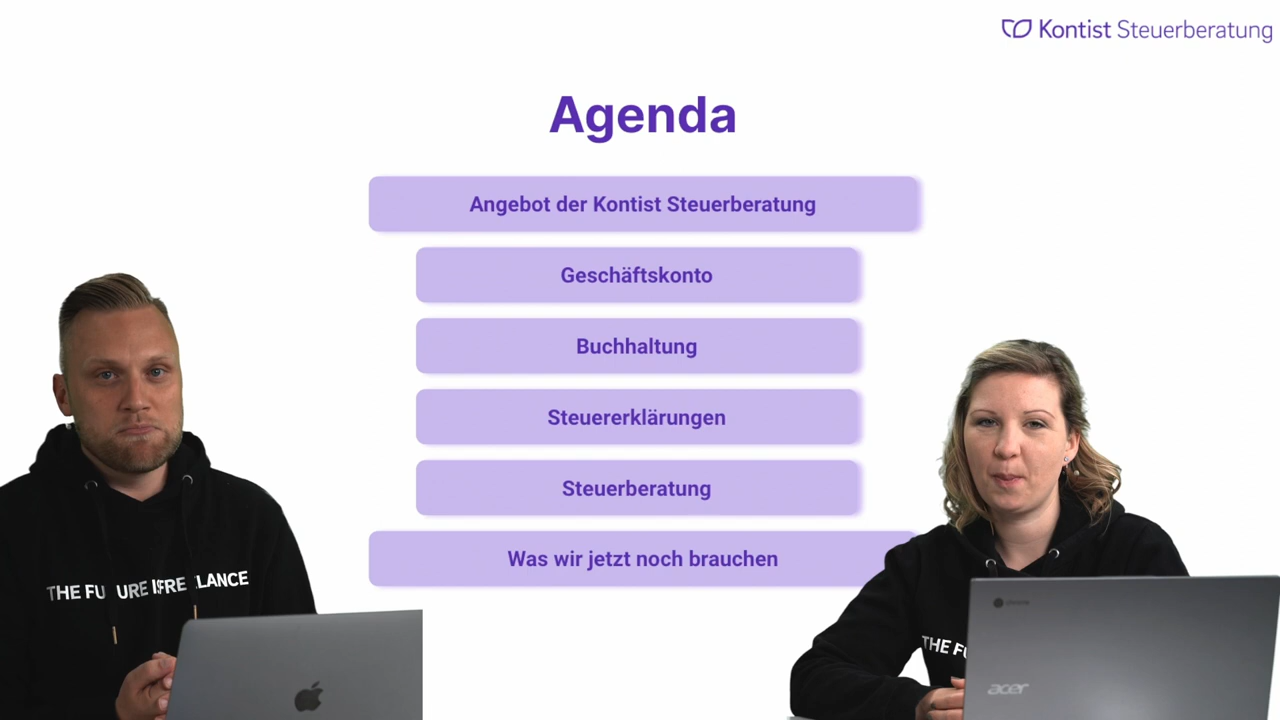 Kontist Steuerberatung
Agenda
Angebot der Kontist Steuerberatung
Geschäftskonto
Buchhaltung
Steuererklärungen
Steuerberatung
Was wir jetzt noch brauchen
THE FUTURE IS FREELANCE
THE FU
chrome
acer